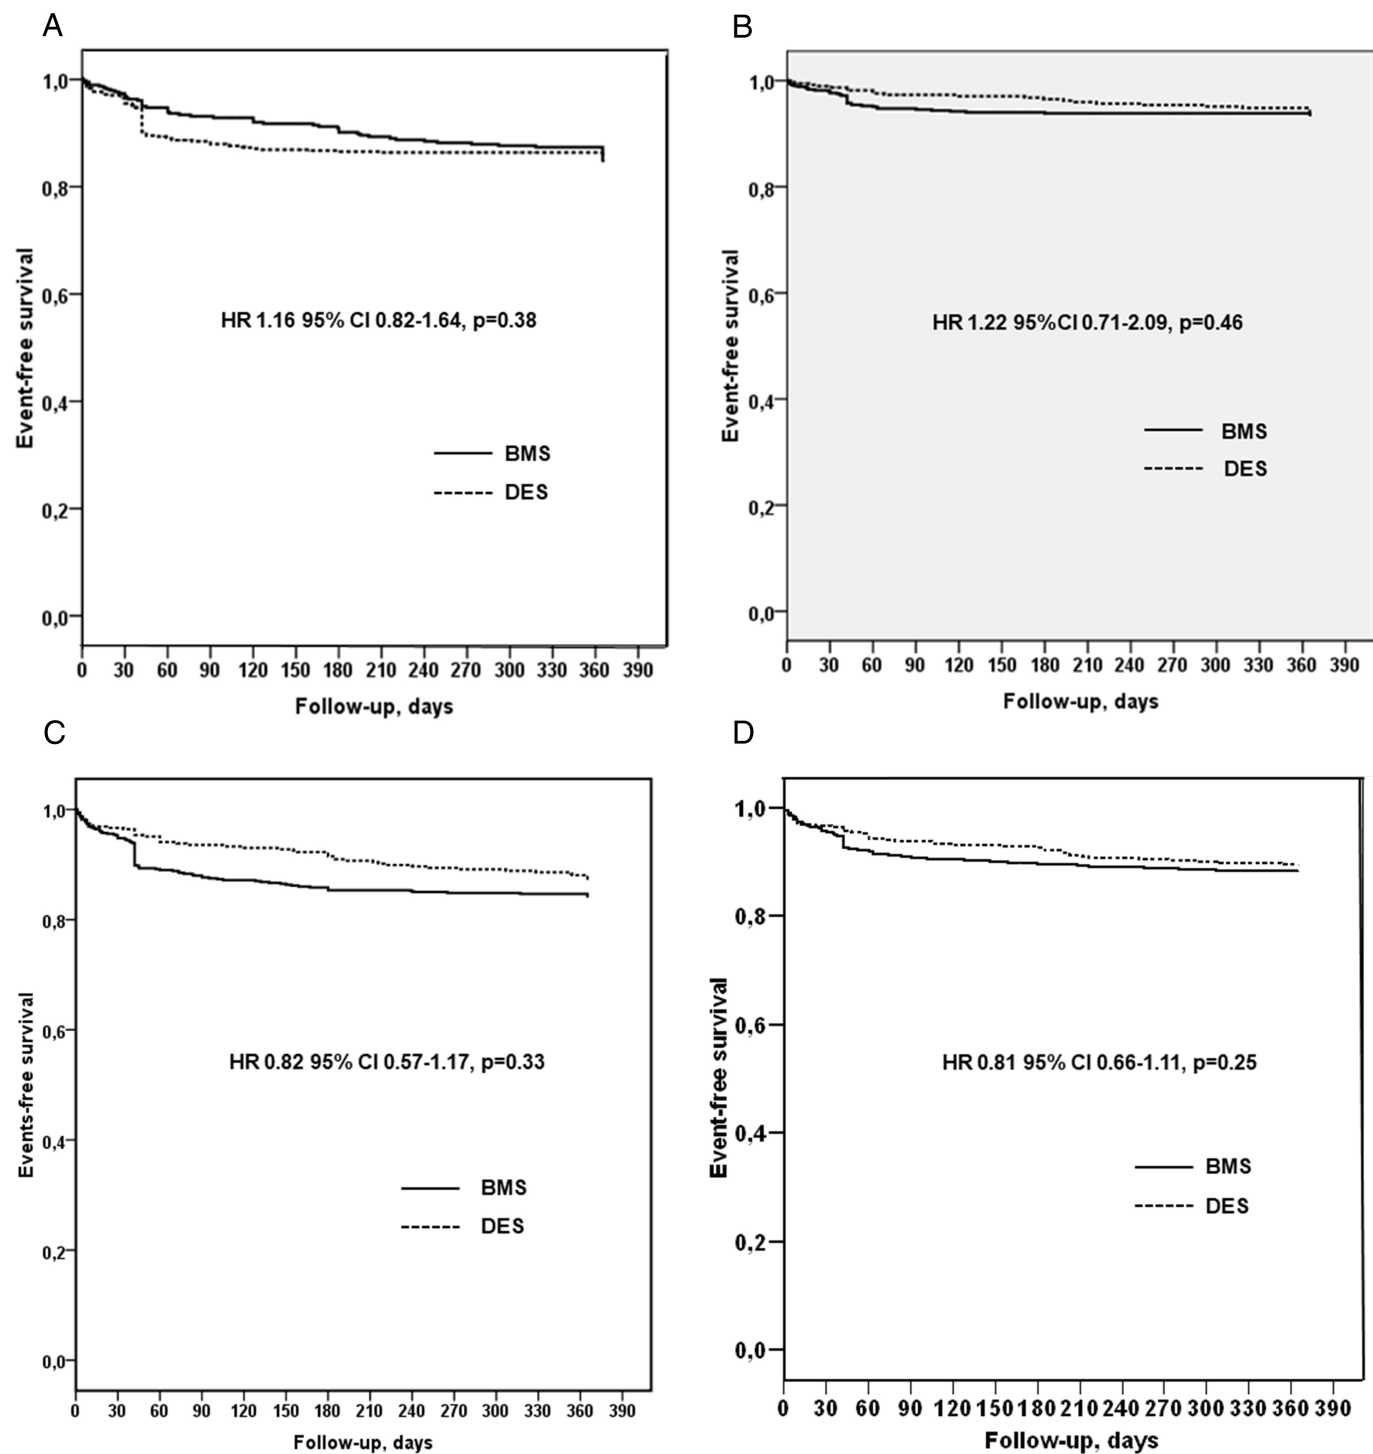 A
1,0
0,8
0,6
0,4
0,2
0,0
Event-free survival
HR 1.16 95% CI 0.82-1.64, p=0.38
BMS
DES
0 30 60 90 120 150 180 210 240 270 300 330 360 390
Follow-up, days
B
1,0
0,8
0,6
0,4
0,2
0,0
Event-free survival
HR 1.22 95%CI 0.71-2.09, p=0.46
BMS
DES
0 30 60 90 120 150 180 210 240 270 300 330 360 390
Follow-up, days
C
1,0
0,8
0,6
0,4
0,2
0,0
Events-free survival
HR 0.82 95% CI 0.57-1.17, p=0.33
BMS
DES
0 30 60 90 120 150 180 210 240 270 300 330 360 390
Follow-up, days
D
1,0
0,8
0,6
0,4
0,2
0,0
Event-free survival
HR 0.81 95% CI 0.66-1.11, p=0.25
BMS
DES
0 30 60 90 120 150 180 210 240 270 300 330 360 390
Follow-up, days